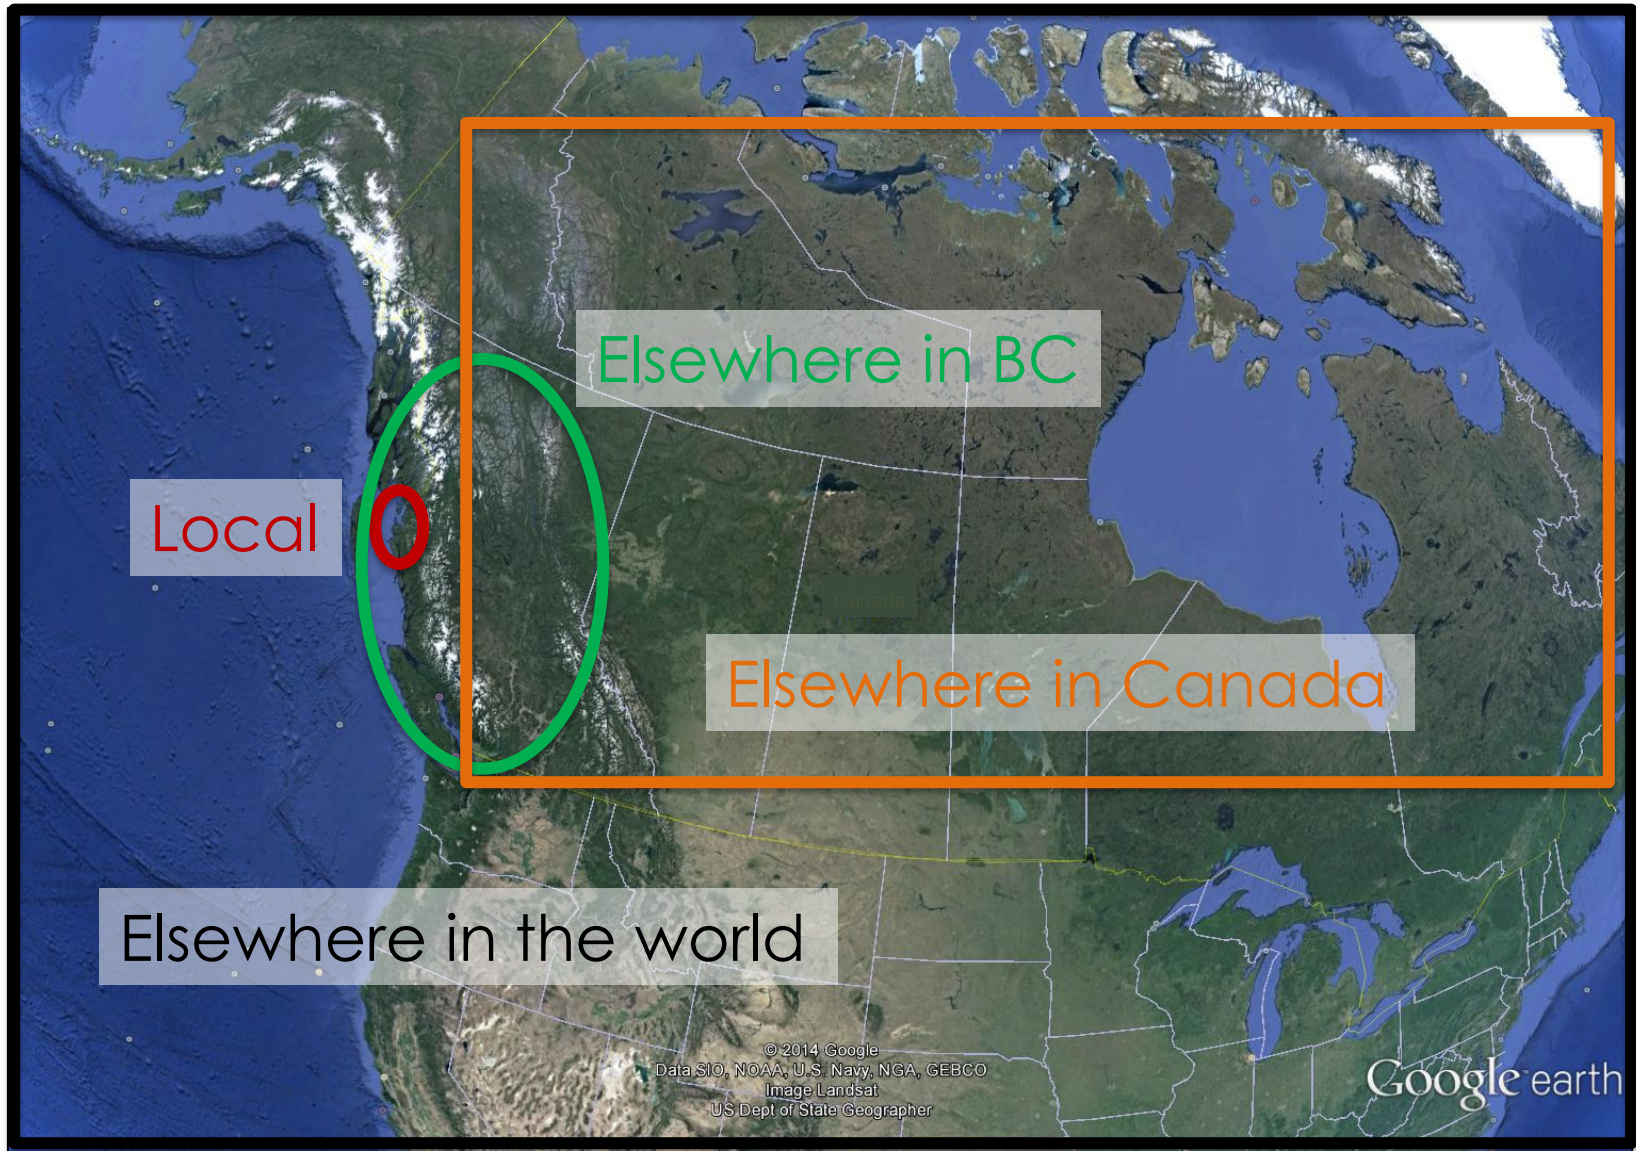 Elsewhere in BC
Local
Canada
Elsewhere in Canada
Elsewhere in the world
© 2014 Google
Data SIO, NOAA, U.S. Navy, NGA, GEBCO
Image Landsat
US Dept of State Geographer
Google earth